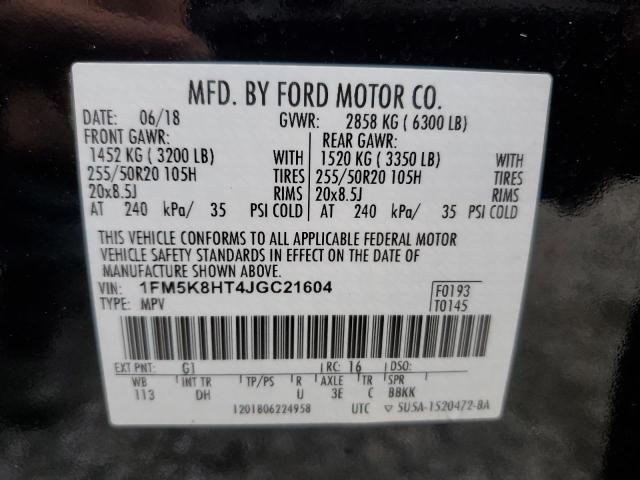 MFD. BY FORD MOTOR CO.
DATE: 06/18 GVWR: 2858 KG ( 6300 LB)
FRONT GAWR: REAR GAWR:
1452 KG ( 3200 LB) WITH 1520 KG ( 3350 LB) WITH
255/50R20 105H TIRES 255/50R20 105H TIRES
20x8.5J RIMS 20x8.5J RIMS
AT 240 kPa/ 35 PSI COLD AT 240 kPa/ 35 PSI COLD
THIS VEHICLE CONFORMS TO ALL APPLICABLE FEDERAL MOTOR
VEHICLE SAFETY STANDARDS IN EFFECT ON THE DATE OF
MANUFACTURE SHOWN ABOVE.
VIN: 1FM5K8HT4JGC21604 F0193
TYPE: MPV T0145
EXT PNT: G1 RC: 16 DSO:
WB INT TR TP/PS R AXLE TR SPR
113 DH U 3E C BBKK
1201806224958 UTC ▽ 5USA-1520472-BA